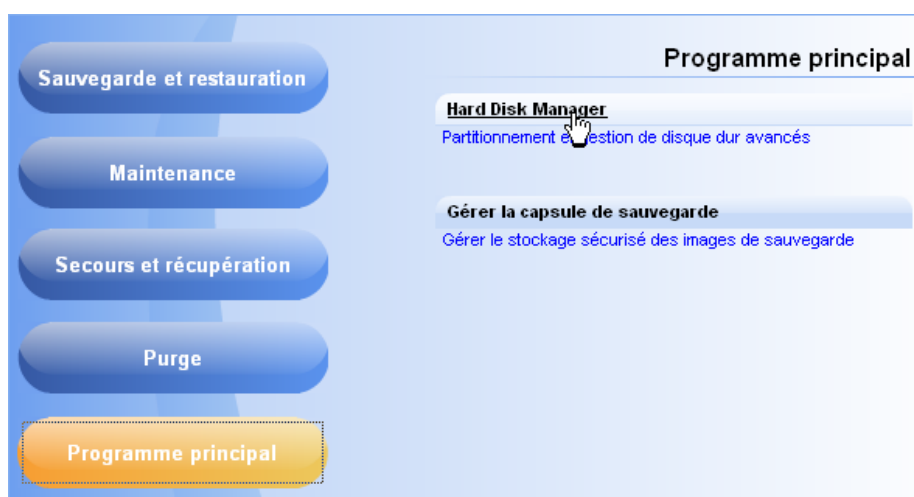 Sauvegarde et restauration
Maintenance
Secours et récupération
Purge
Programme principal
Programme principal
Hard Disk Manager
Partitionnement de disque dur avancés
Gérer la capsule de sauvegarde
Gérer le stockage sécurisé des images de sauvegarde